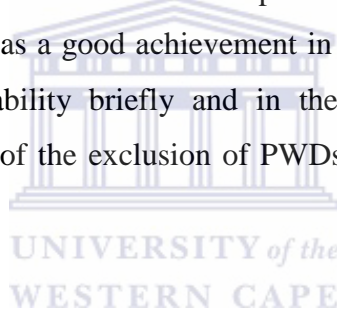 as a good achievement in
ability briefly and in the
of the exclusion of PWDs
UNIVERSITY of the
WESTERN CAPE